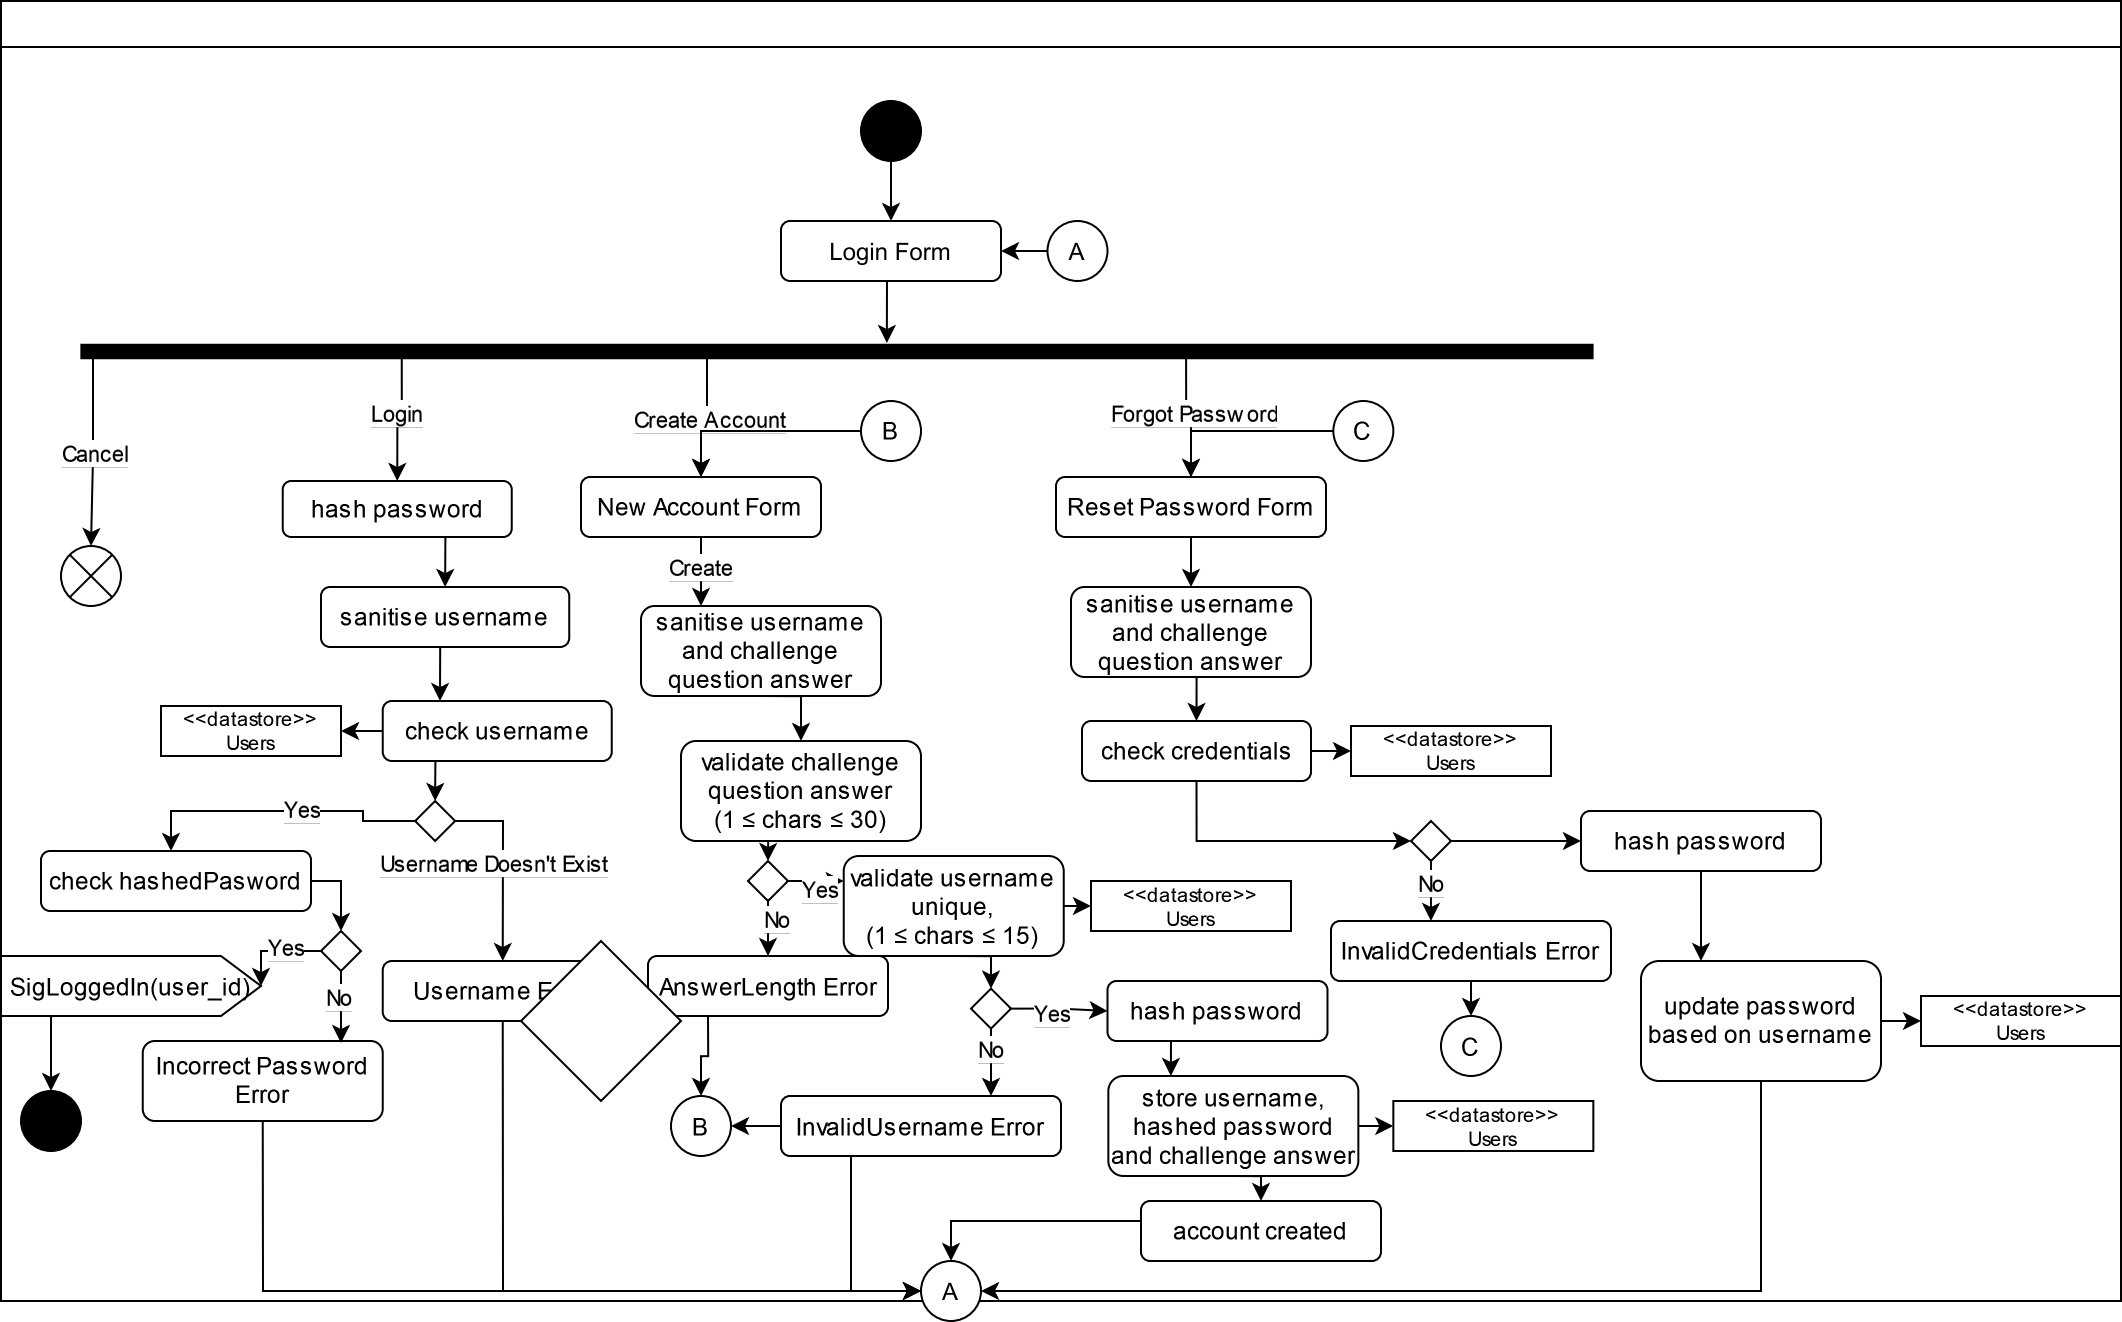 Login Form
A
Login
Create Account
B
Forgot Password
C
Cancel
hash password
New Account Form
Reset Password Form
Create
sanitise username
sanitise username
and challenge
question answer
sanitise username
and challenge
question answer
<<datastore>>
Users
check username
validate challenge
question answer
(1 ≤ chars ≤ 30)
check credentials
<<datastore>>
Users
Yes
Username Doesn't Exist
hash password
check hashedPasword
Yes
validate username
unique,
(1 ≤ chars ≤ 15)
<<datastore>>
Users
No
No
Yes
InvalidCredentials Error
SigLoggedIn(user_id)
No
Username E
AnswerLength Error
Yes
hash password
update password
based on username
<<datastore>>
Users
No
C
Incorrect Password
Error
B
InvalidUsername Error
store username,
hashed password
and challenge answer
<<datastore>>
Users
account created
A